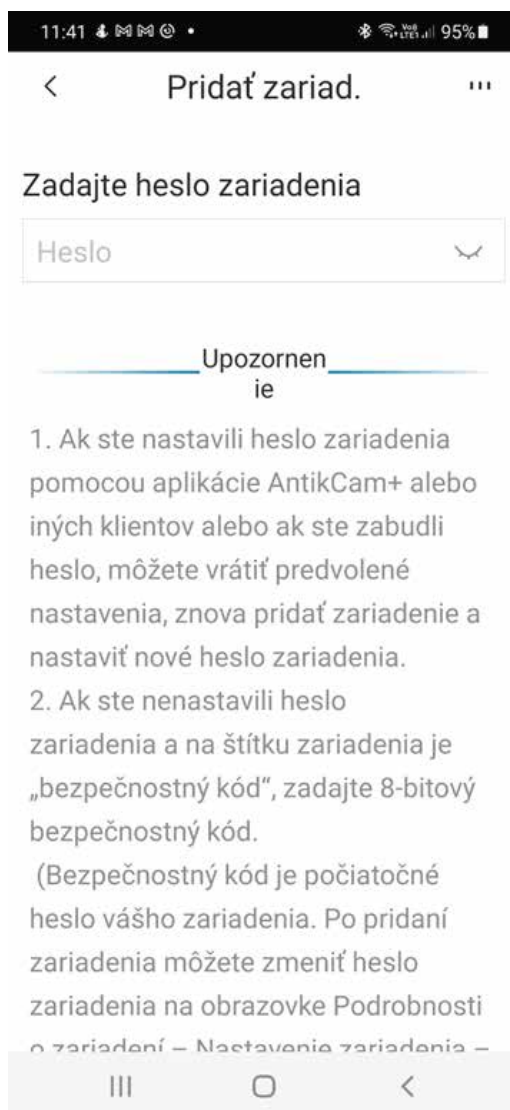 11:41
95%
Pridať zariad.
Zadajte heslo zariadenia
Heslo
Upozornen
ie
1. Ak ste nastavili heslo zariadenia
pomocou aplikácie AntikCam+ alebo
iných klientov alebo ak ste zabudli
heslo, môžete vrátiť predvolené
nastavenia, znova pridať zariadenie a
nastaviť nové heslo zariadenia.
2. Ak ste nenastavili heslo
zariadenia a na štítku zariadenia je
„bezpečnostný kód“, zadajte 8-bitový
bezpečnostný kód.
(Bezpečnostný kód je počiatočné
heslo vášho zariadenia. Po pridaní
zariadenia môžete zmeniť heslo
zariadenia na obrazovke Podrobnosti
o zariadení – Nastavenie zariadenia –